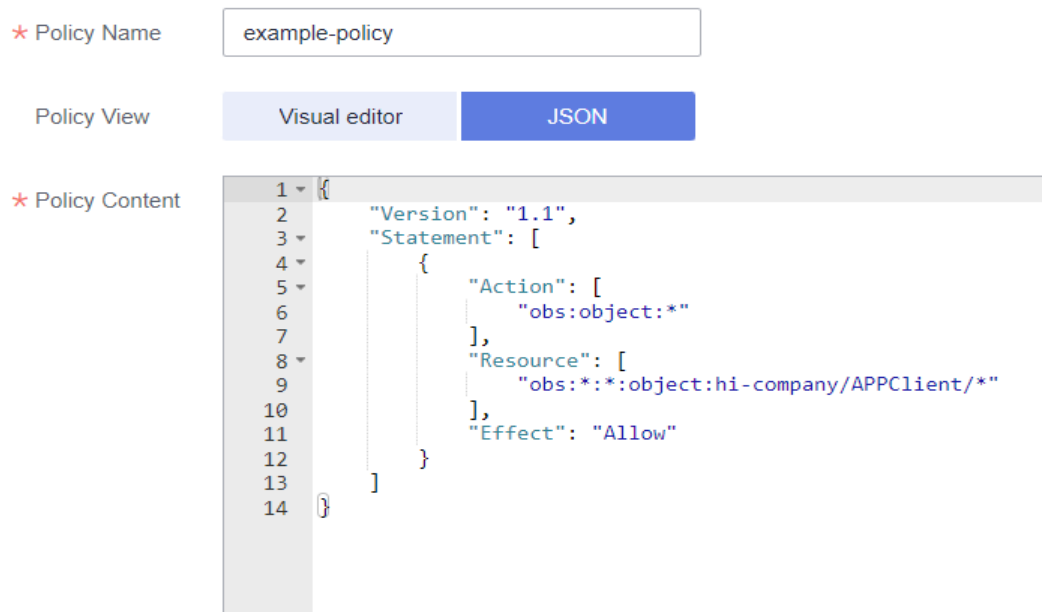 * Policy Name example-policy
Policy View Visual editor JSON
* Policy Content
1 {
2     "Version": "1.1",
3     "Statement": [
4         {
5             "Action": [
6                 "obs:object:*"
7             ],
8             "Resource": [
9                 "obs:*:*:object:hi-company/APPClient/*"
10             ],
11             "Effect": "Allow"
12         }
13     ]
14 }